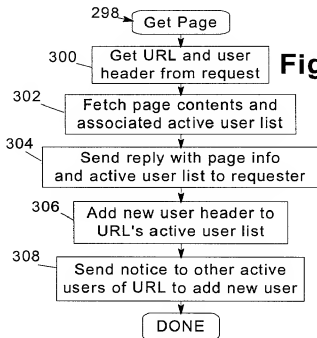 298
Get Page
300
Get URL and user
header from request
Fig
302
Fetch page contents and
associated active user list
304
Send reply with page info
and active user list to requester
306
Add new user header to
URL's active user list
308
Send notice to other active
users of URL to add new user
DONE